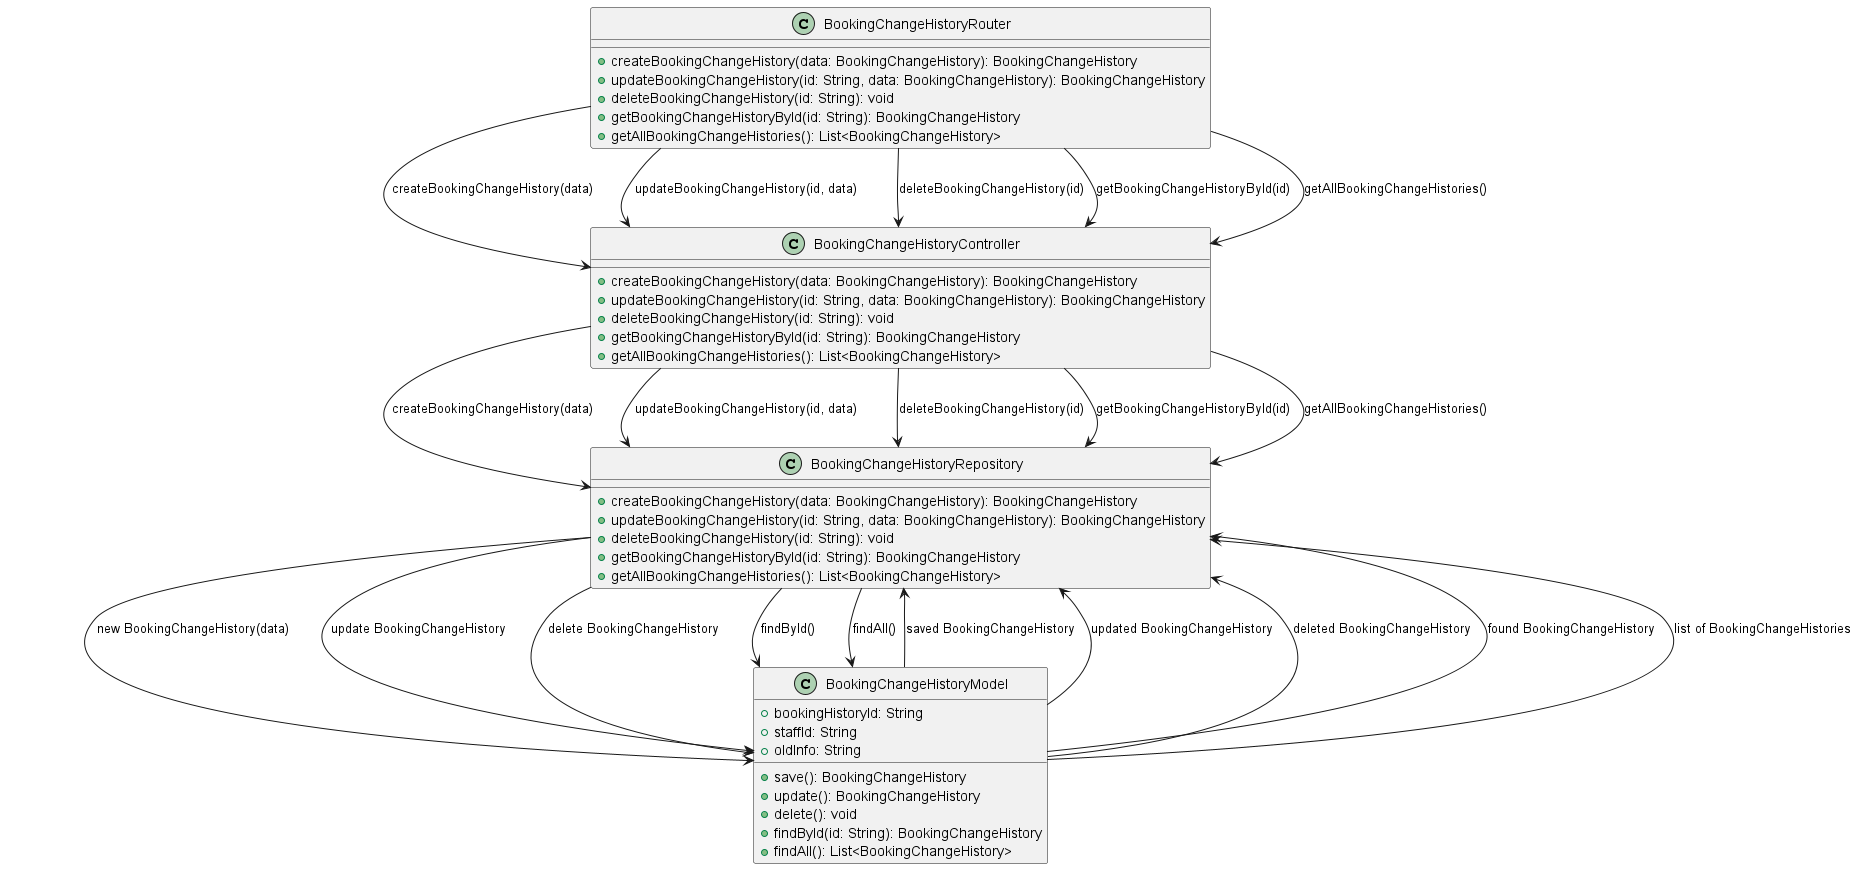 C BookingChangeHistoryRouter
createBookingChangeHistory(data: BookingChangeHistory): BookingChangeHistory
updateBookingChangeHistory(id: String, data: BookingChangeHistory): BookingChangeHistory
deleteBookingChangeHistory(id: String): void
getBookingChangeHistoryById(id: String): BookingChangeHistory
getAllBookingChangeHistories(): List<BookingChangeHistory>
createBookingChangeHistory(data)
updateBookingChangeHistory(id, data)
deleteBookingChangeHistory(id)
getBookingChangeHistoryById(id)
getAllBookingChangeHistories()
C BookingChangeHistoryController
createBookingChangeHistory(data: BookingChangeHistory): BookingChangeHistory
updateBookingChangeHistory(id: String, data: BookingChangeHistory): BookingChangeHistory
deleteBookingChangeHistory(id: String): void
getBookingChangeHistoryById(id: String): BookingChangeHistory
getAllBookingChangeHistories(): List<BookingChangeHistory>
createBookingChangeHistory(data)
updateBookingChangeHistory(id, data)
deleteBookingChangeHistory(id)
getBookingChangeHistoryById(id)
getAllBookingChangeHistories()
C BookingChangeHistoryRepository
createBookingChangeHistory(data: BookingChangeHistory): BookingChangeHistory
updateBookingChangeHistory(id: String, data: BookingChangeHistory): BookingChangeHistory
deleteBookingChangeHistory(id: String): void
getBookingChangeHistoryById(id: String): BookingChangeHistory
getAllBookingChangeHistories(): List<BookingChangeHistory>
new BookingChangeHistory(data)
update BookingChangeHistory
delete BookingChangeHistory
findById()
findAll()
saved BookingChangeHistory
updated BookingChangeHistory
deleted BookingChangeHistory
found BookingChangeHistory
list of BookingChangeHistories
C BookingChangeHistoryModel
bookingHistoryId: String
staffId: String
oldInfo: String
save(): BookingChangeHistory
update(): BookingChangeHistory
delete(): void
findById(id: String): BookingChangeHistory
findAll(): List<BookingChangeHistory>